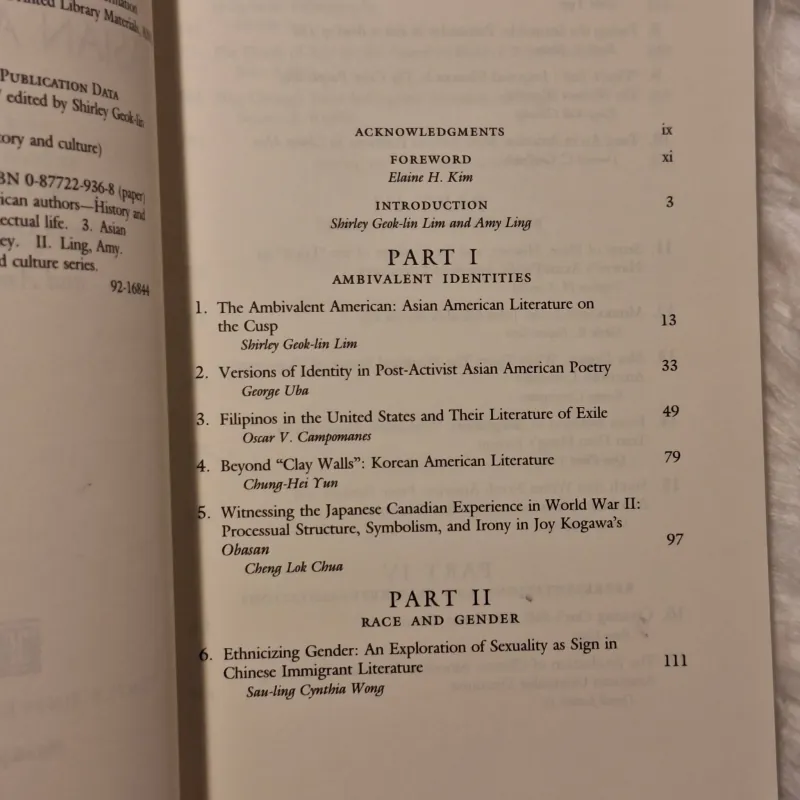 Library Materials,
PUBLICATION DATA
edited by Shirley Geok-lin
and culture)
0-87722-936-8 (paper)
authors—History and
life. 3. Asian
II. Ling, Amy.
culture series.
92-16844
ACKNOWLEDGMENTS ix
FOREWORD xi
Elaine H. Kim
INTRODUCTION 3
Shirley Geok-lin Lim and Amy Ling
PART I
AMBIVALENT IDENTITIES
1. The Ambivalent American: Asian American Literature on
the Cusp 13
Shirley Geok-lin Lim
2. Versions of Identity in Post-Activist Asian American Poetry 33
George Uba
3. Filipinos in the United States and Their Literature of Exile 49
Oscar V. Campomanes
4. Beyond “Clay Walls”: Korean American Literature 79
Chung-Hei Yun
5. Witnessing the Japanese Canadian Experience in World War II:
Processual Structure, Symbolism, and Irony in Joy Kogawa’s
Obasan 97
Cheng Lok Chua
PART II
RACE AND GENDER
6. Ethnicizing Gender: An Exploration of Sexuality as Sign in
Chinese Immigrant Literature 111
Sau-ling Cynthia Wong